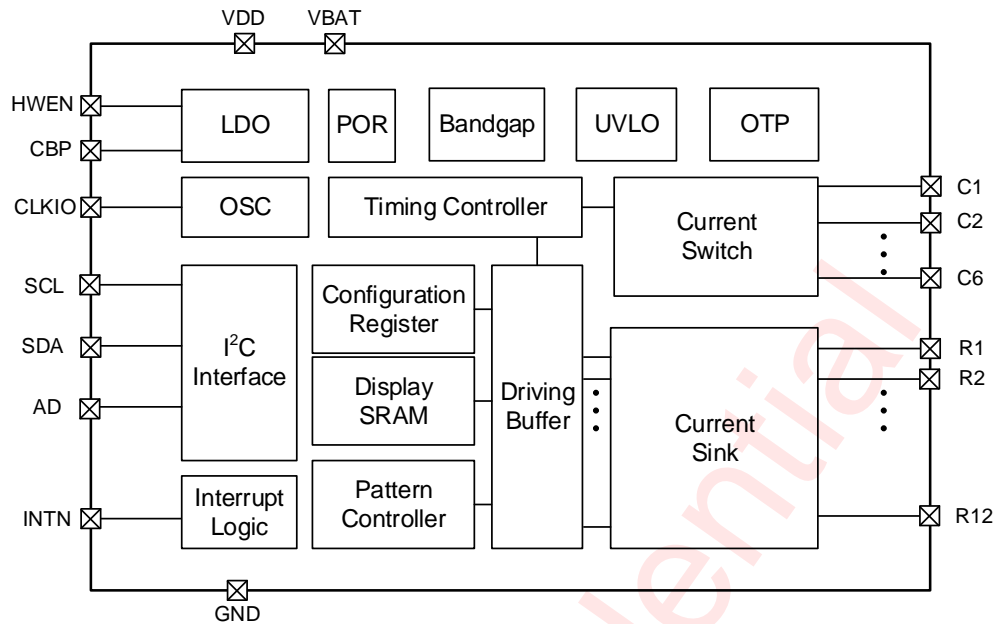 VDD VBAT
HWEN
CBP
CLKIO
SCL
SDA
AD
INTN
GND
LDO
POR
Bandgap
UVLO
OTP
OSC
Timing Controller
Current
Switch
I²C
Interface
Configuration
Register
Display
SRAM
Driving
Buffer
Current
Sink
Interrupt
Logic
Pattern
Controller
C1
C2
C6
R1
R2
R12